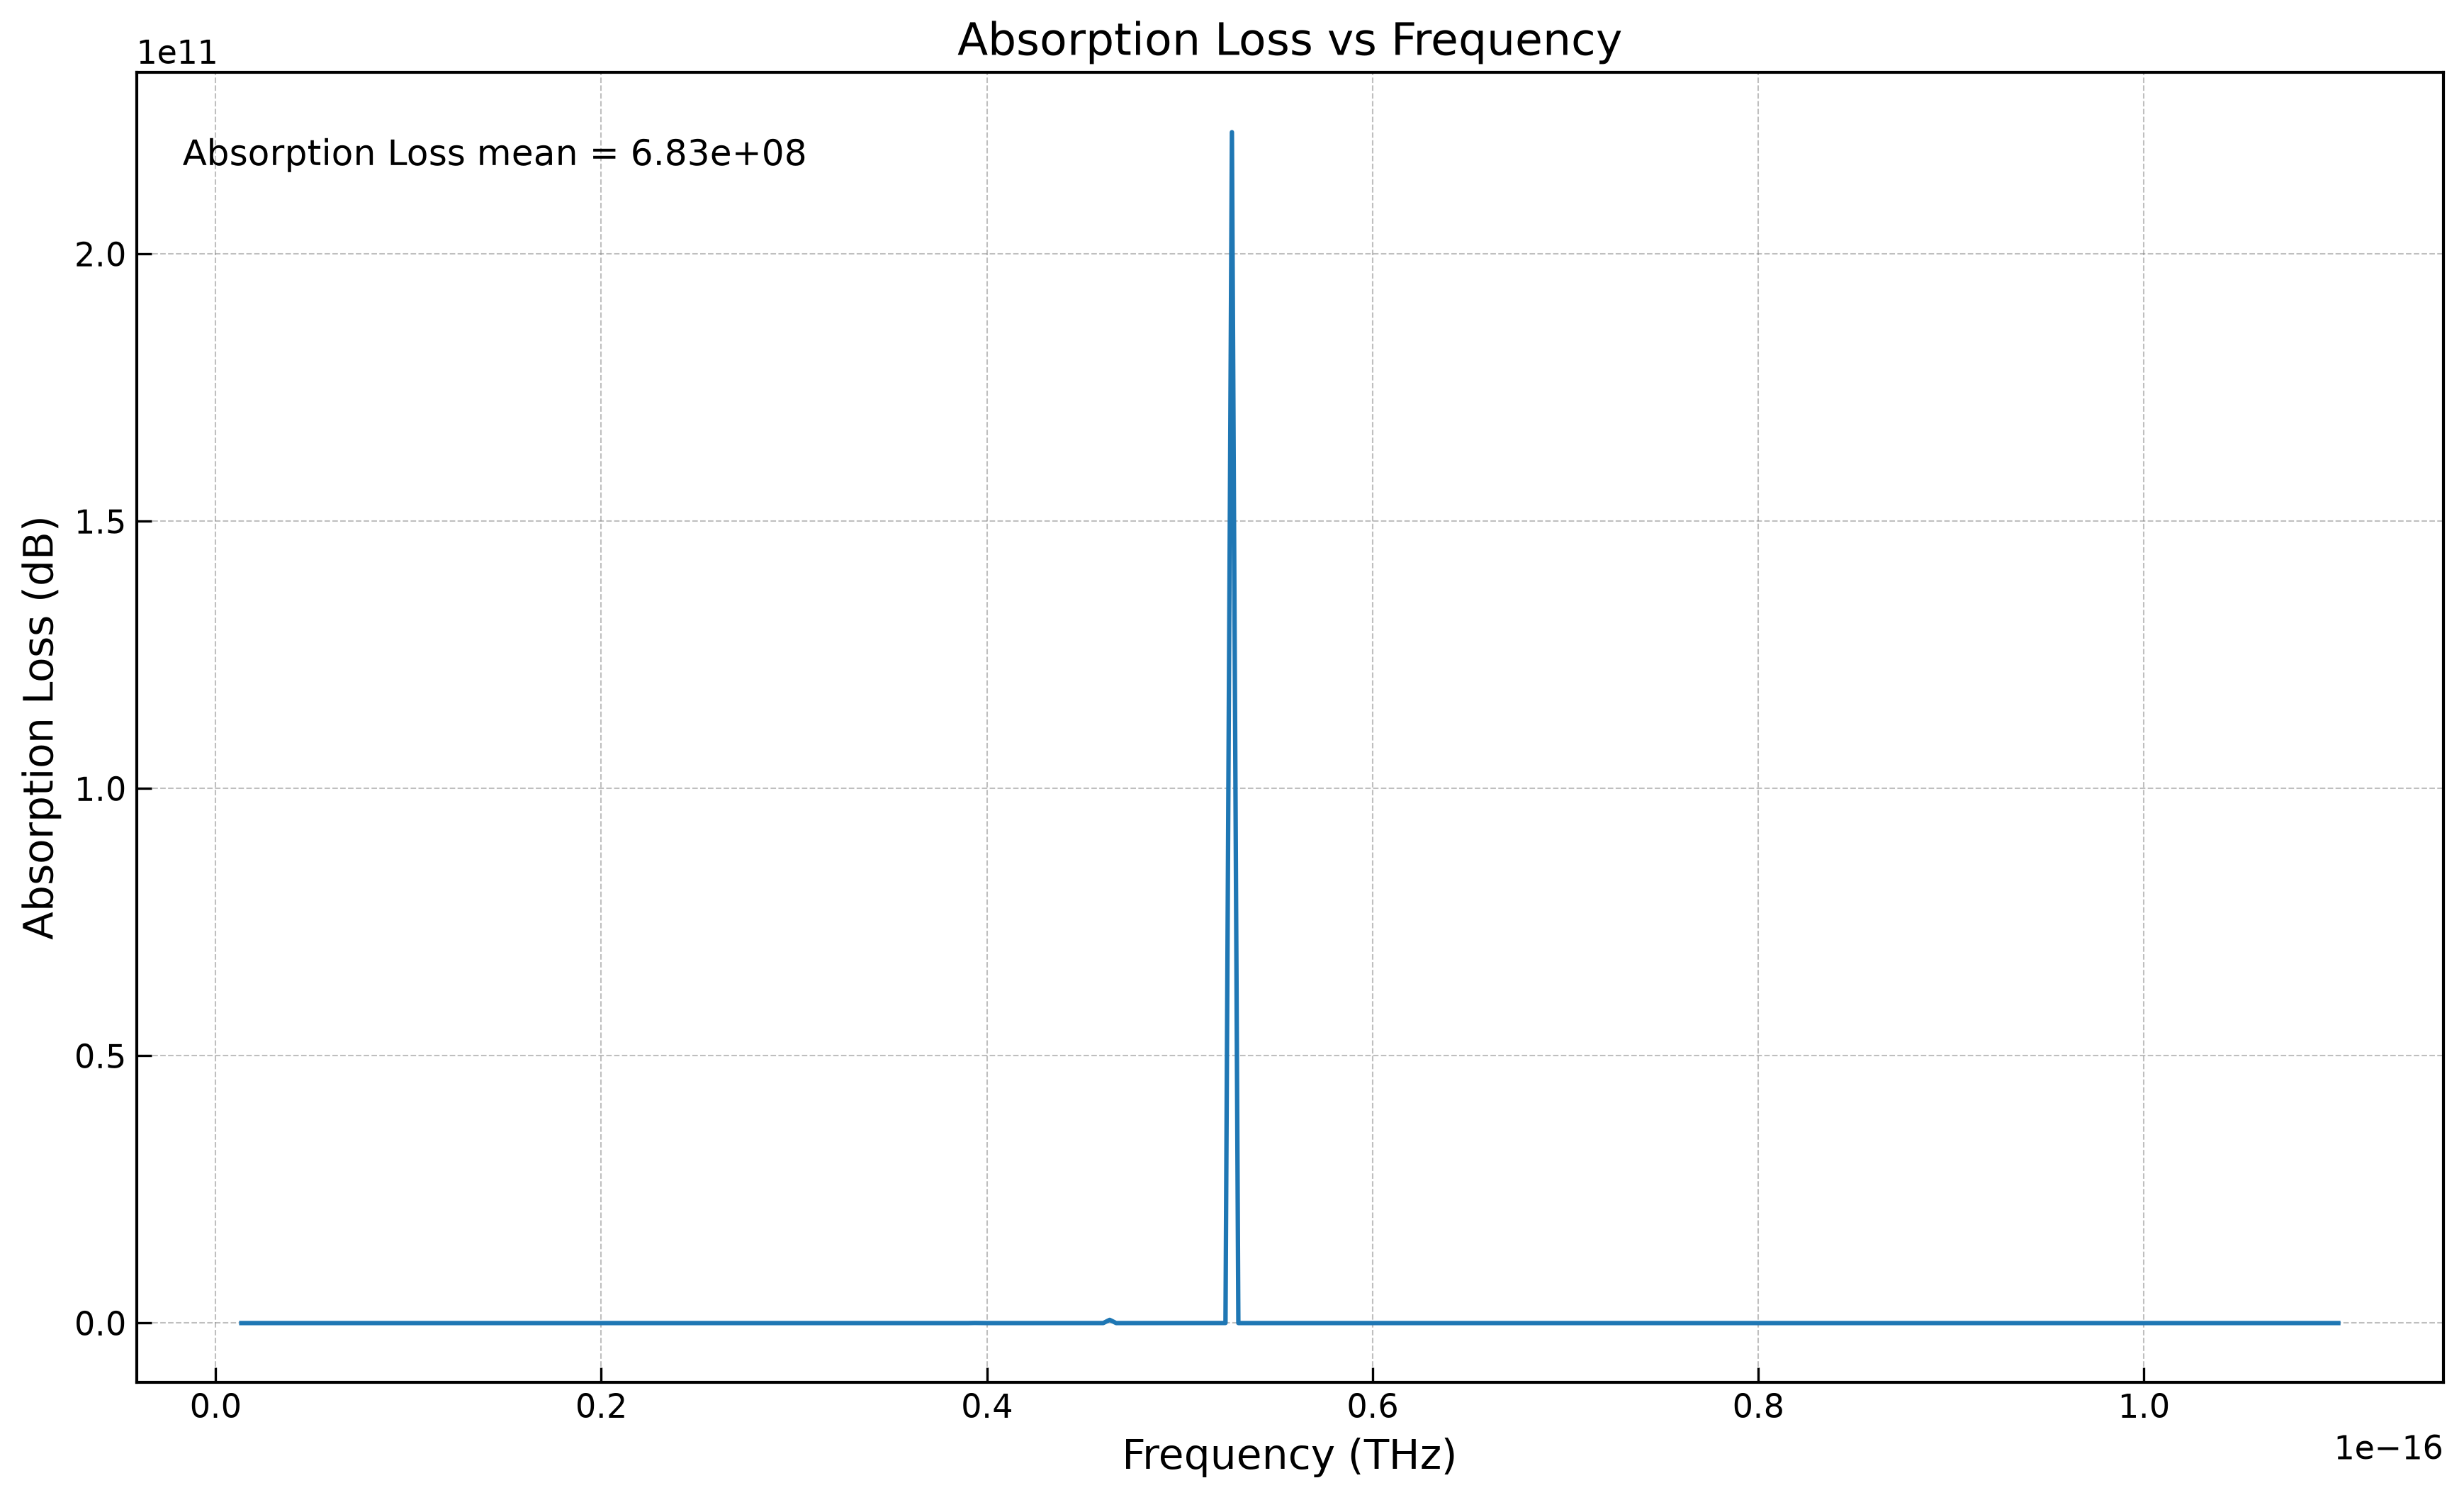 Absorption Loss vs Frequency
1e11
Absorption Loss mean = 6.83e+08
2.0
1.5
1.0
0.5
0.0
Absorption Loss (dB)
0.0 0.2 0.4 0.6 0.8 1.0
1e−16
Frequency (THz)